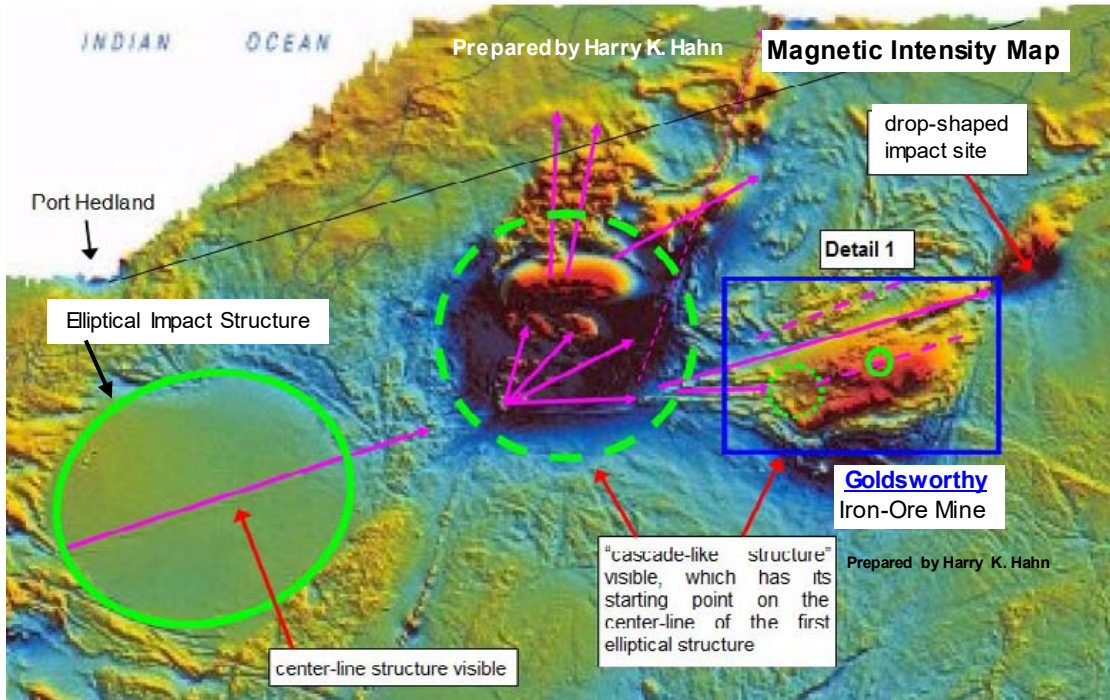 INDIAN OCEAN
Prepared by Harry K. Hahn
Magnetic Intensity Map
drop-shaped
impact site
Port Hedland
Detail 1
Elliptical Impact Structure
Goldsworthy
Iron-Ore Mine
"cascade-like structure"
visible, which has its
starting point on the
center-line of the first
elliptical structure
Prepared by Harry K. Hahn
center-line structure visible